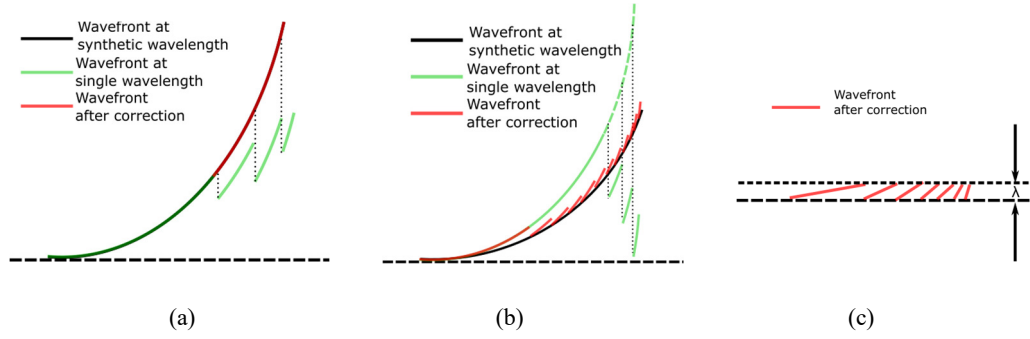 Wavefront at
synthetic wavelength
Wavefront at
single wavelength
Wavefront
after correction
Wavefront at
synthetic wavelength
Wavefront at
single wavelength
Wavefront
after correction
Wavefront
after correction
λ
(a)
(b)
(c)